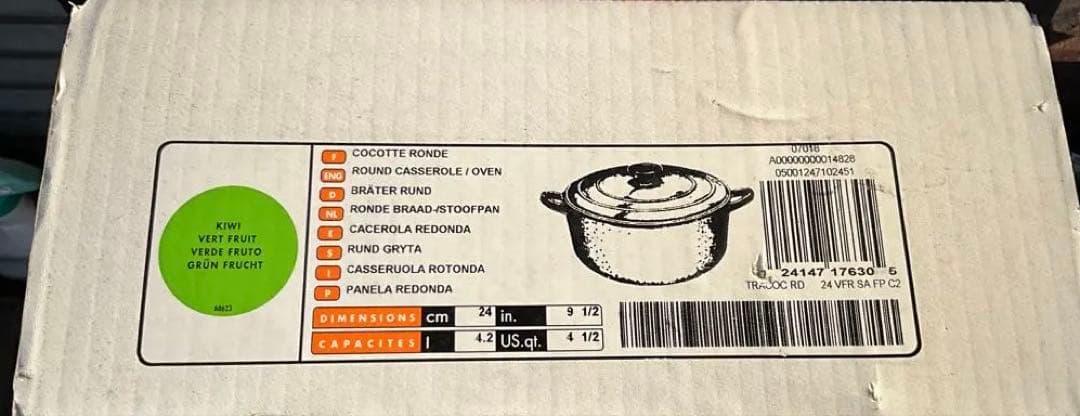 KIWI
VERT FRUIT
VERDE FRUTO
GRÜN FRUCHT
F COCOTTE RONDE
ENG ROUND CASSEROLE / OVEN
D BRÄTER RUND
NL RONDE BRAAD-/STOOFPAN
E CACEROLA REDONDA
S RUND GRYTA
I CASSERUOLA ROTONDA
P PANELA REDONDA
DIMENSIONS cm 24 in. 9 1/2
CAPACITES l 4.2 US.qt. 4 1/2
07018
A00000000014828
05001247102451
24147 17630 5
RD 24 VFR SA FP C2